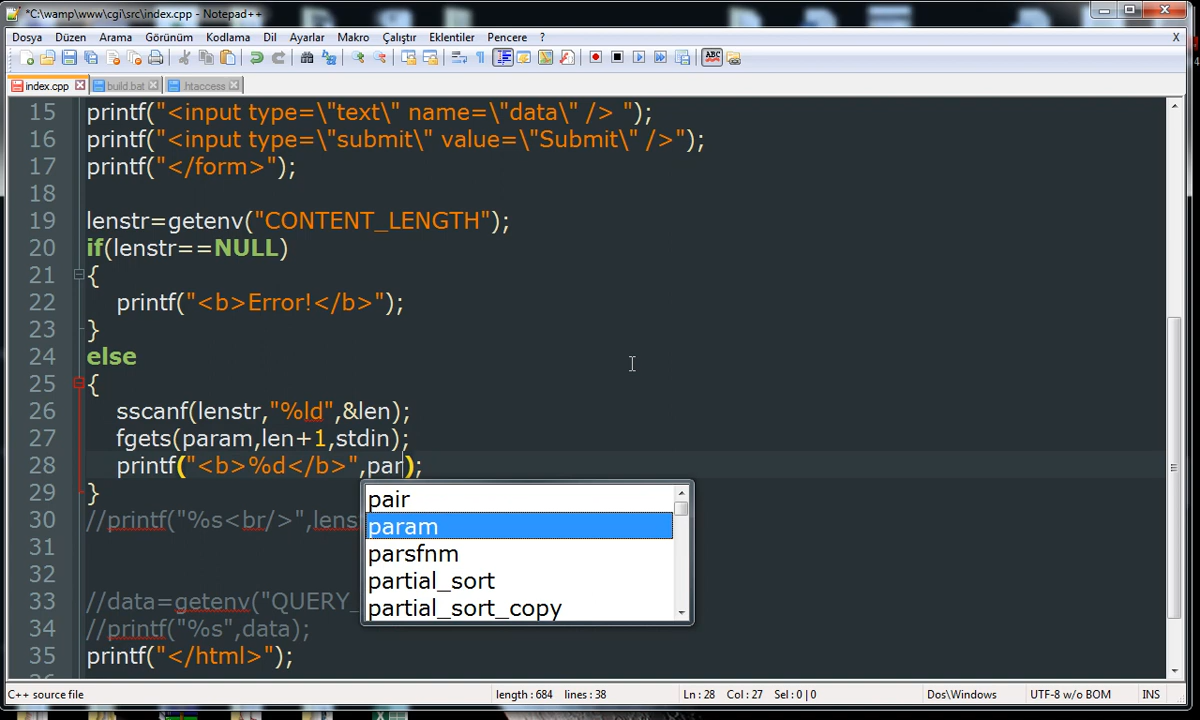 *C:\wamp\www\cgi\src\index.cpp - Notepad++
Dosya Düzen Arama Görünüm Kodlama Dil Ayarlar Makro Çalıştır Eklentiler Pencere ? X
index.cpp build.bat .htaccess
15 printf("<input type=\"text\" name=\"data\" /> ");
16 printf("<input type=\"submit\" value=\"Submit\" />");
17 printf("</form>");
18
19 lenstr=getenv("CONTENT_LENGTH");
20 if(lenstr==NULL)
21 {
22 printf("<b>Error!</b>");
23 }
24 else
25 {
26 sscanf(lenstr,"%ld",&len);
27 fgets(param,len+1,stdin);
28 printf("<b>%d</b>",par);
29 }
30 //printf("%s<br/>",lens
31
32
33 //data=getenv("QUERY_
34 //printf("%s",data);
35 printf("</html>");
pair
param
parsfnm
partial_sort
partial_sort_copy
C++ source file length : 684 lines : 38 Ln : 28 Col : 27 Sel : 0 | 0 Dos\Windows UTF-8 w/o BOM INS